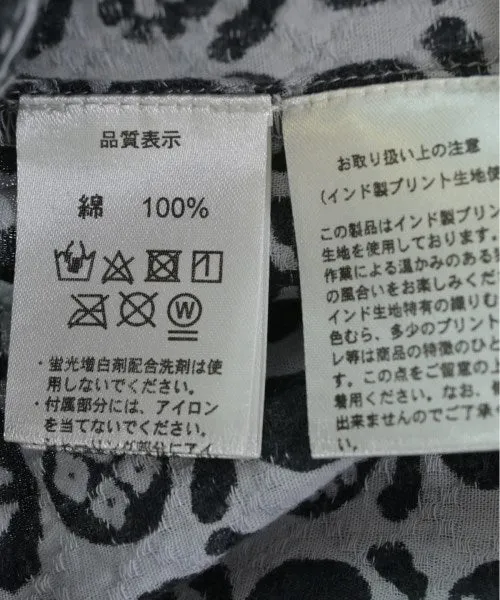 品質表示
綿 100%
W
・蛍光増白剤配合洗剤は使
用しないでください。
・付属部分には、アイロン
を当てないでください。
お取り扱い上の注意
(インド製プリント生地使
この製品はインド製プリン
生地を使用しております。
作業による温かみのある
の風合いをお楽しみくだ
インド生地特有の織りむ
色むら、多少のプリント
レ等は商品の特徴のひと
す。この点をご留意の上
着用ください。なお、
出来ませんのでご了承
い。